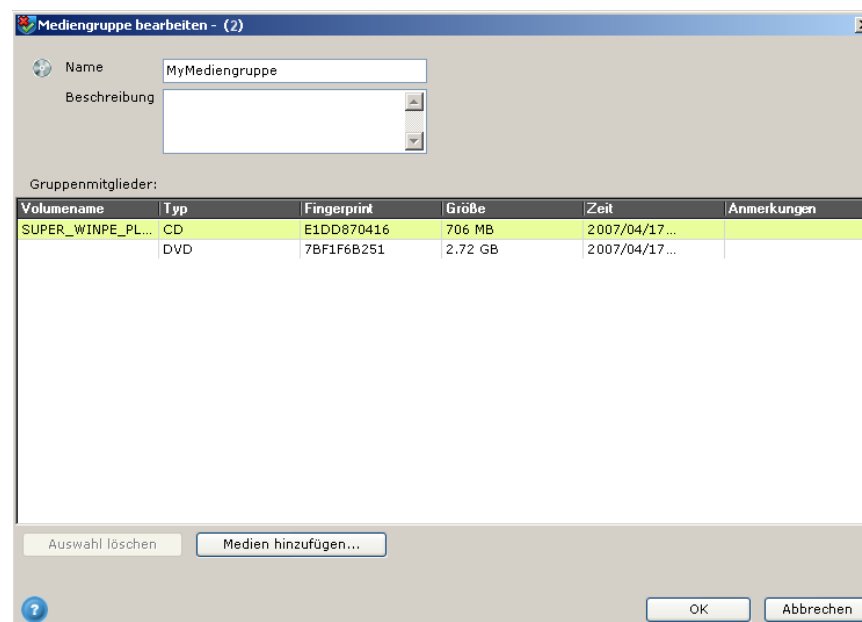 Mediengruppe bearbeiten - (2)
Name MyMediengruppe
Beschreibung
Gruppenmitglieder:
Volumename Typ Fingerprint Größe Zeit Anmerkungen
SUPER_WINPE_PL... CD E1DD870416 706 MB 2007/04/17...
DVD 7BF1F6B251 2.72 GB 2007/04/17...
Auswahl löschen Medien hinzufügen...
? OK Abbrechen